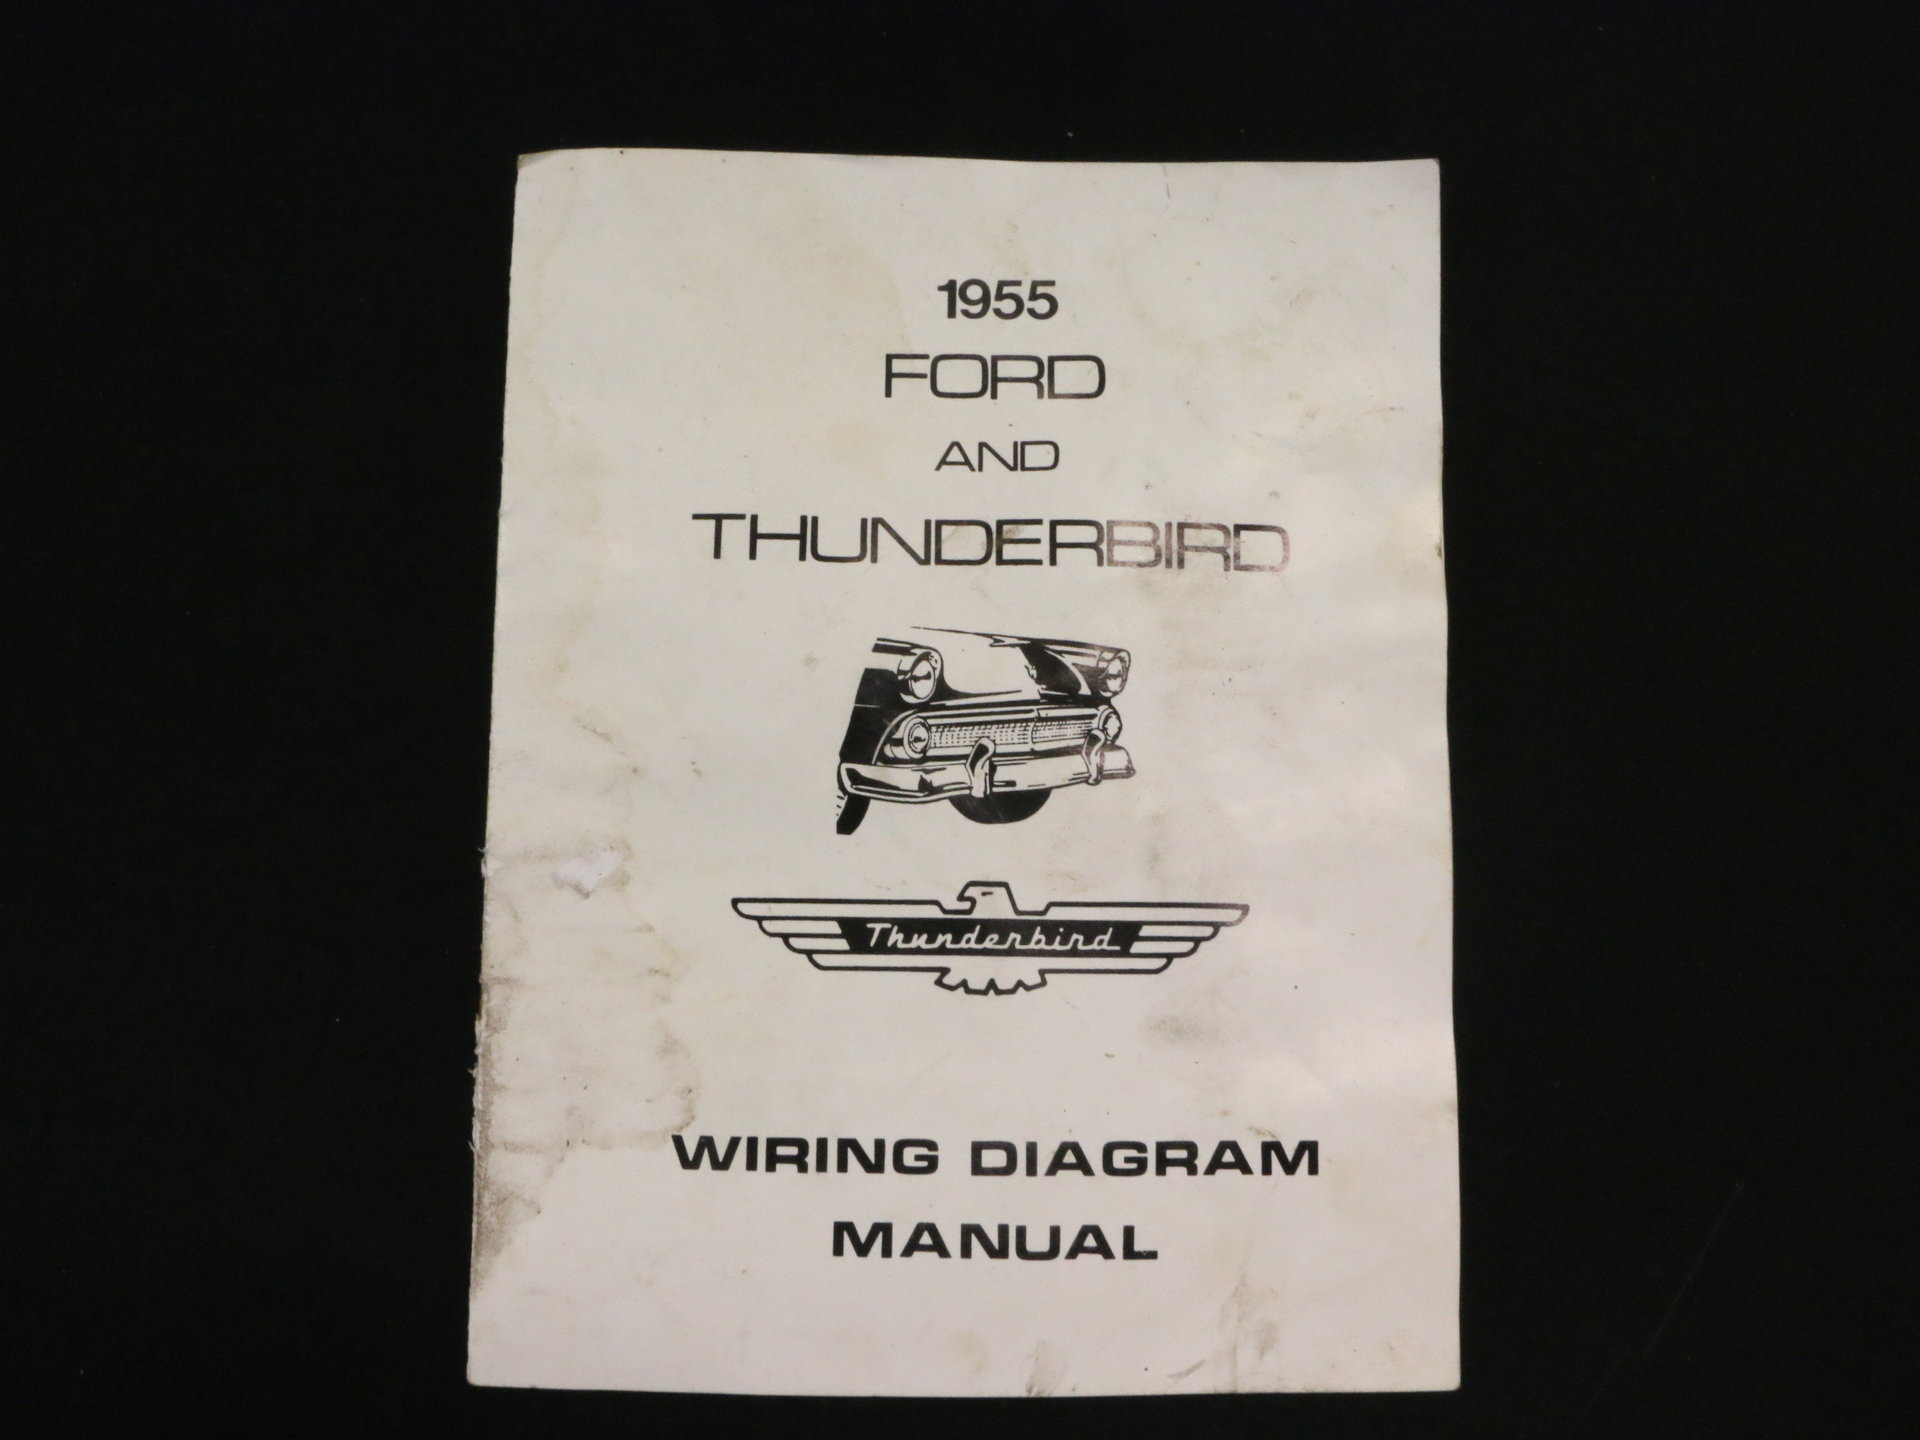 1955
FORD
AND
THUNDERBIRD
Thunderbird
WIRING DIAGRAM
MANUAL